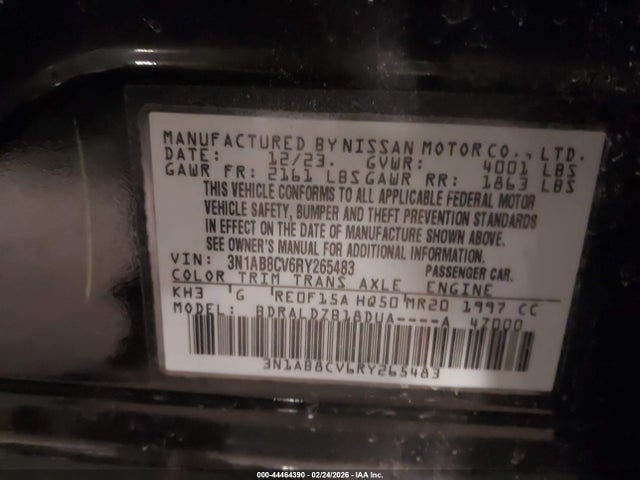 MANUFACTURED BY NISSAN MOTOR CO., LTD.
DATE: 12/23. GVWR: 4001 LBS
GAWR FR: 2161 LBS GAWR RR: 1863 LBS
THIS VEHICLE CONFORMS TO ALL APPLICABLE FEDERAL MOTOR
VEHICLE SAFETY, BUMPER AND THEFT PREVENTION STANDARDS
IN EFFECT ON THE DATE OF MANUFACTURE SHOWN ABOVE.
SEE OWNER'S MANUAL FOR ADDITIONAL INFORMATION.
VIN: 3N1AB8CV6RY265483 PASSENGER CAR.
COLOR TRIM TRANS AXLE ENGINE
KH3 G RE0F15A HQ50 MR20 1997 CC
MODEL: BDRALDZB18DUA----A 47000
3N1AB8CV6RY265483
000-44464390 - 02/24/2026 - IAA Inc.